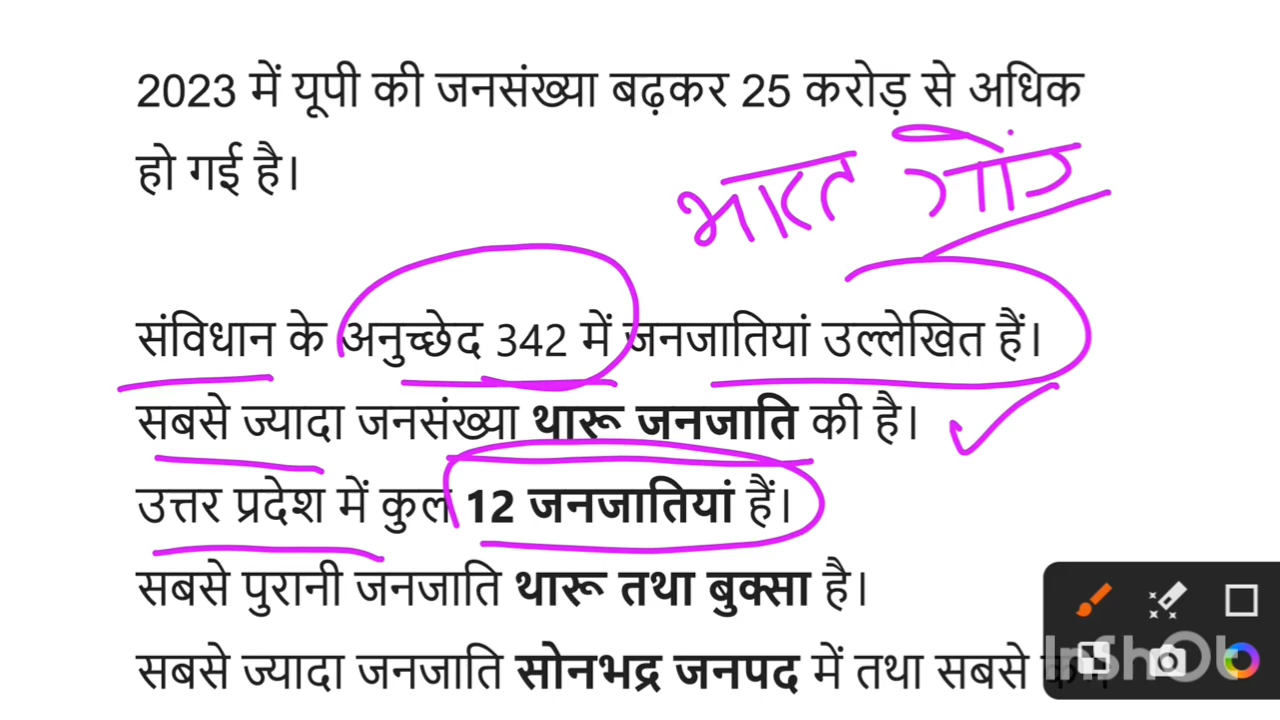 2023 में यूपी की जनसंख्या बढ़कर 25 करोड़ से अधिक
हो गई है।
भारत गोंड
संविधान के अनुच्छेद 342 में जनजातियां उल्लेखित हैं।
सबसे ज्यादा जनसंख्या थारू जनजाति की है।
उत्तर प्रदेश में कुल 12 जनजातियां हैं।
सबसे पुरानी जनजाति थारू तथा बुक्सा है।
सबसे ज्यादा जनजाति सोनभद्र जनपद में तथा सबसे
InShOt